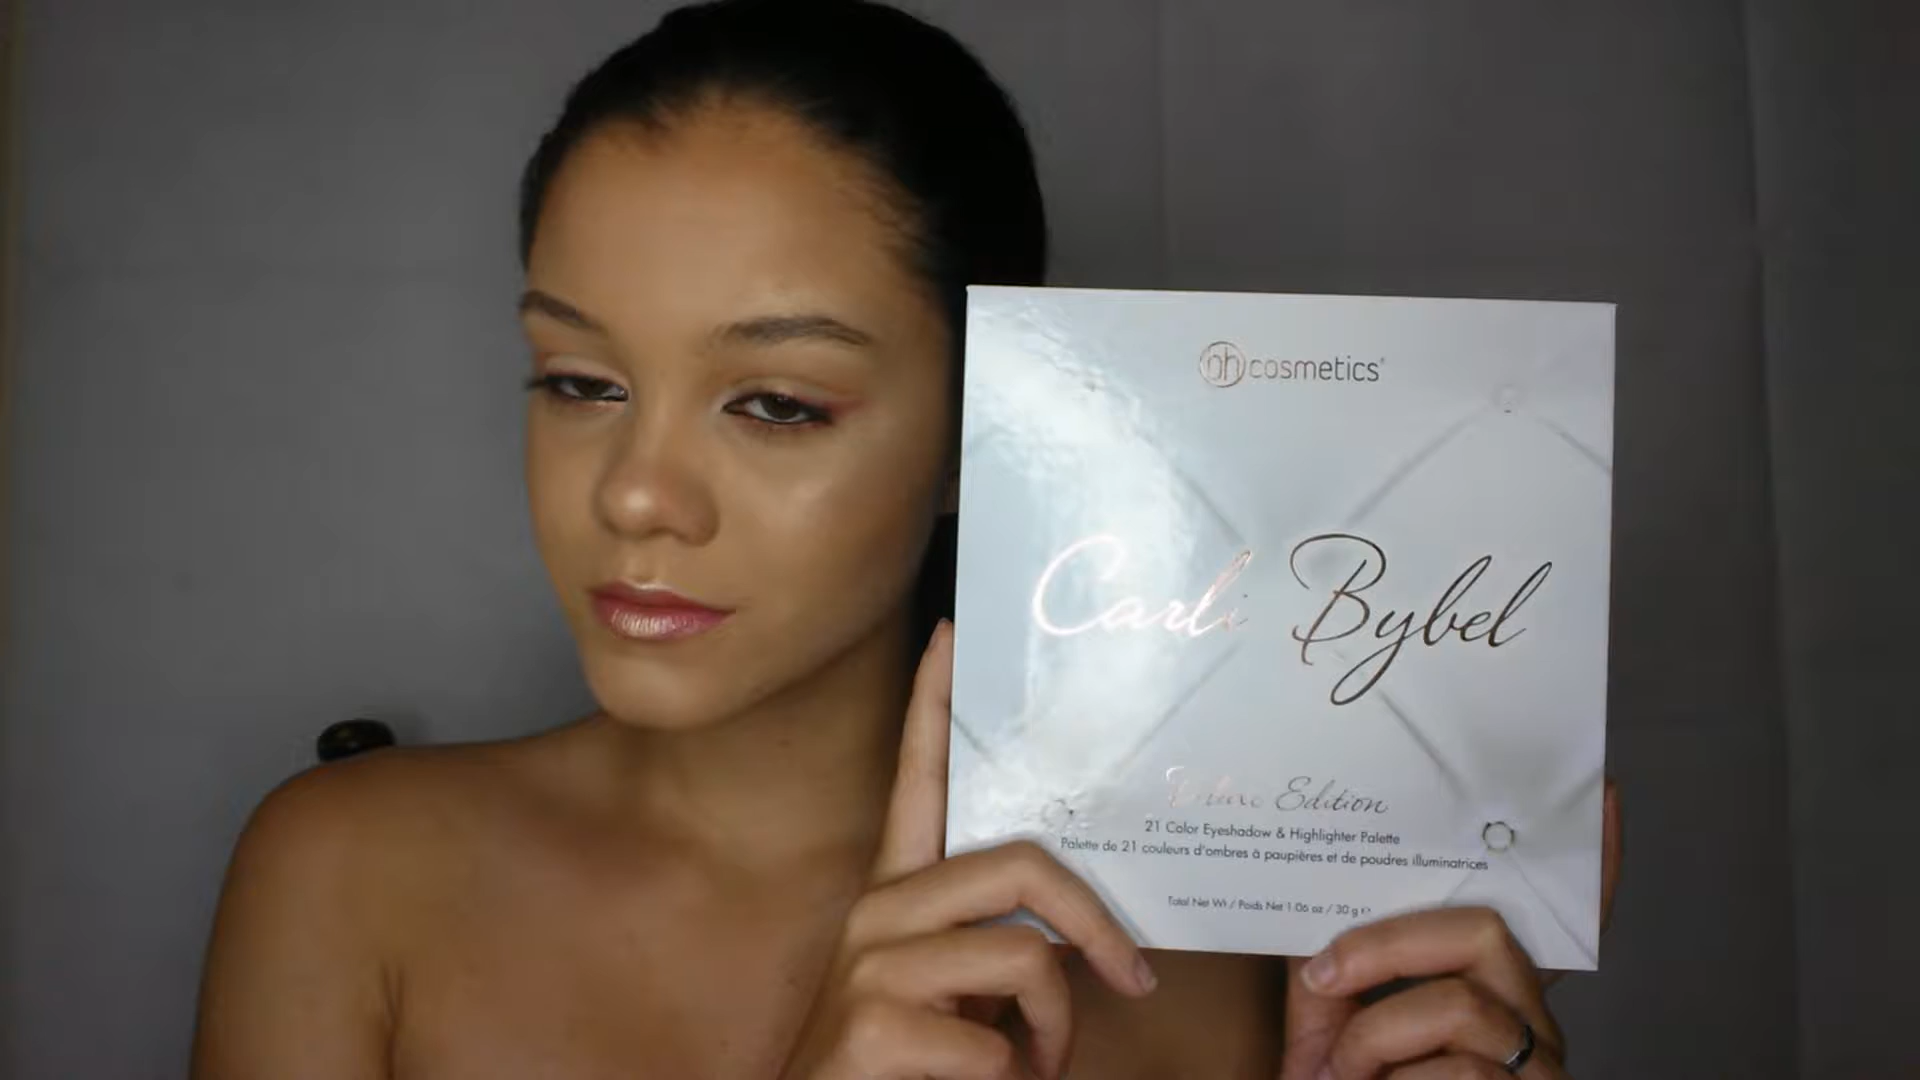 bh cosmetics®
Carli Bybel
Deluxe Edition
21 Color Eyeshadow & Highlighter Palette
Palette de 21 couleurs d'ombres à paupières et de poudres illuminatrices
Total Net Wt / Poids Net 1.06 oz / 30 g ℮